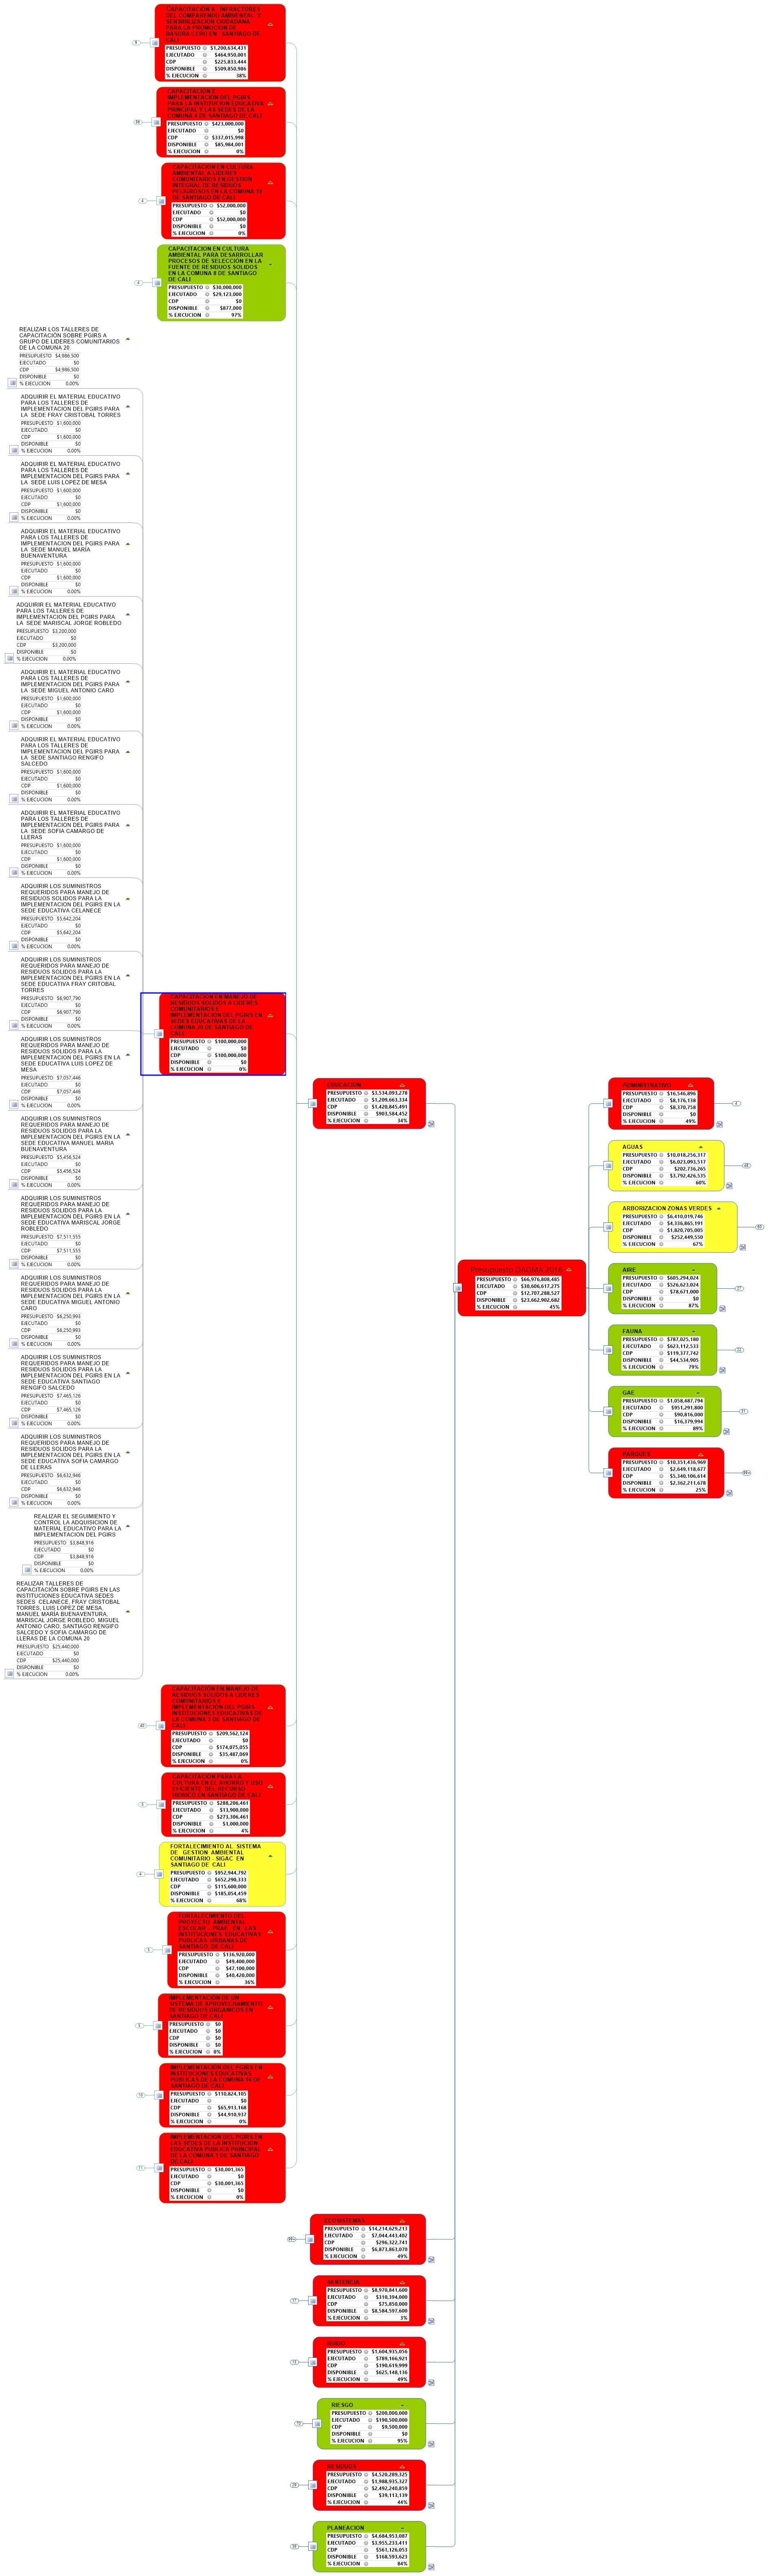 CAPACITACIÓN A INFRACTORES
DEL COMPARENDO AMBIENTAL Y
SENSIBILIZACION CIUDADANA
PARA LA PROMOCION DE
BASURA CERO EN SANTIAGO DE
CALI
PRESUPUESTO $1,200,634,431
EJECUTADO $464,950,001
CDP $225,833,444
DISPONIBLE $509,850,986
% EJECUCION 38%
CAPACITACIÓN E
IMPLEMENTACIÓN DEL PGIRS
PARA LA INSTITUCION EDUCATIVA
PRINCIPAL Y LAS SEDES DE LA
COMUNA 4 DE SANTIAGO DE CALI
PRESUPUESTO $423,000,000
EJECUTADO $0
CDP $337,015,998
DISPONIBLE $85,984,001
% EJECUCION 0%
CAPACITACION EN CULTURA
AMBIENTAL A LIDERES
COMUNITARIOS EN GESTION
INTEGRAL DE RESIDUOS
PELIGROSOS EN LA COMUNA 18
DE SANTIAGO DE CALI
PRESUPUESTO $52,000,000
EJECUTADO $0
CDP $52,000,000
DISPONIBLE $0
% EJECUCION 0%
CAPACITACION EN CULTURA
AMBIENTAL PARA DESARROLLAR
PROCESOS DE SELECCIÓN EN LA
FUENTE DE RESIDUOS SOLIDOS
EN LA COMUNA 8 DE SANTIAGO
DE CALI
PRESUPUESTO $30,000,000
EJECUTADO $29,123,000
CDP $0
DISPONIBLE $877,000
% EJECUCION 97%
REALIZAR LOS TALLERES DE
CAPACITACIÓN SOBRE PGIRS A
GRUPO DE LIDERES COMUNITARIOS
DE LA COMUNA 20.
PRESUPUESTO $4,986,500
EJECUTADO $0
CDP $4,986,500
DISPONIBLE $0
% EJECUCION 0.00%
ADQUIRIR EL MATERIAL EDUCATIVO
PARA LOS TALLERES DE
IMPLEMENTACION DEL PGIRS PARA
LA SEDE FRAY CRISTOBAL TORRES
PRESUPUESTO $1,600,000
EJECUTADO $0
CDP $1,600,000
DISPONIBLE $0
% EJECUCION 0.00%
ADQUIRIR EL MATERIAL EDUCATIVO
PARA LOS TALLERES DE
IMPLEMENTACION DEL PGIRS PARA
LA SEDE LUIS LOPEZ DE MESA
PRESUPUESTO $1,600,000
EJECUTADO $0
CDP $1,600,000
DISPONIBLE $0
% EJECUCION 0.00%
ADQUIRIR EL MATERIAL EDUCATIVO
PARA LOS TALLERES DE
IMPLEMENTACION DEL PGIRS PARA
LA SEDE MANUEL MARIA
BUENAVENTURA
PRESUPUESTO $1,600,000
EJECUTADO $0
CDP $1,600,000
DISPONIBLE $0
% EJECUCION 0.00%
ADQUIRIR EL MATERIAL EDUCATIVO
PARA LOS TALLERES DE
IMPLEMENTACION DEL PGIRS PARA
LA SEDE MARISCAL JORGE ROBLEDO
PRESUPUESTO $3,200,000
EJECUTADO $0
CDP $3,200,000
DISPONIBLE $0
% EJECUCION 0.00%
ADQUIRIR EL MATERIAL EDUCATIVO
PARA LOS TALLERES DE
IMPLEMENTACION DEL PGIRS PARA
LA SEDE MIGUEL ANTONIO CARO
PRESUPUESTO $1,600,000
EJECUTADO $0
CDP $1,600,000
DISPONIBLE $0
% EJECUCION 0.00%
ADQUIRIR EL MATERIAL EDUCATIVO
PARA LOS TALLERES DE
IMPLEMENTACION DEL PGIRS PARA
LA SEDE SANTIAGO RENGIFO
SALCEDO
PRESUPUESTO $1,600,000
EJECUTADO $0
CDP $1,600,000
DISPONIBLE $0
% EJECUCION 0.00%
ADQUIRIR EL MATERIAL EDUCATIVO
PARA LOS TALLERES DE
IMPLEMENTACION DEL PGIRS PARA
LA SEDE SOFIA CAMARGO DE
LLERAS
PRESUPUESTO $1,600,000
EJECUTADO $0
CDP $1,600,000
DISPONIBLE $0
% EJECUCION 0.00%
ADQUIRIR LOS SUMINISTROS
REQUERIDOS PARA MANEJO DE
RESIDUOS SOLIDOS PARA LA
IMPLEMENTACION DEL PGIRS EN LA
SEDE EDUCATIVA CELANECE
PRESUPUESTO $5,642,204
EJECUTADO $0
CDP $5,642,204
DISPONIBLE $0
% EJECUCION 0.00%
ADQUIRIR LOS SUMINISTROS
REQUERIDOS PARA MANEJO DE
RESIDUOS SOLIDOS PARA LA
IMPLEMENTACION DEL PGIRS EN LA
SEDE EDUCATIVA FRAY CRITOBAL
TORRES
PRESUPUESTO $6,907,790
EJECUTADO $0
CDP $6,907,790
DISPONIBLE $0
% EJECUCION 0.00%
ADQUIRIR LOS SUMINISTROS
REQUERIDOS PARA MANEJO DE
RESIDUOS SOLIDOS PARA LA
IMPLEMENTACION DEL PGIRS EN LA
SEDE EDUCATIVA LUIS LOPEZ DE
MESA
PRESUPUESTO $7,057,446
EJECUTADO $0
CDP $7,057,446
DISPONIBLE $0
% EJECUCION 0.00%
ADQUIRIR LOS SUMINISTROS
REQUERIDOS PARA MANEJO DE
RESIDUOS SOLIDOS PARA LA
IMPLEMENTACION DEL PGIRS EN LA
SEDE EDUCATIVA MANUEL MARIA
BUENAVENTURA
PRESUPUESTO $5,456,524
EJECUTADO $0
CDP $5,456,524
DISPONIBLE $0
% EJECUCION 0.00%
ADQUIRIR LOS SUMINISTROS
REQUERIDOS PARA MANEJO DE
RESIDUOS SOLIDOS PARA LA
IMPLEMENTACION DEL PGIRS EN LA
SEDE EDUCATIVA MARISCAL JORGE
ROBLEDO
PRESUPUESTO $7,511,555
EJECUTADO $0
CDP $7,511,555
DISPONIBLE $0
% EJECUCION 0.00%
ADQUIRIR LOS SUMINISTROS
REQUERIDOS PARA MANEJO DE
RESIDUOS SOLIDOS PARA LA
IMPLEMENTACION DEL PGIRS EN LA
SEDE EDUCATIVA MIGUEL ANTONIO
CARO
PRESUPUESTO $6,250,993
EJECUTADO $0
CDP $6,250,993
DISPONIBLE $0
% EJECUCION 0.00%
ADQUIRIR LOS SUMINISTROS
REQUERIDOS PARA MANEJO DE
RESIDUOS SOLIDOS PARA LA
IMPLEMENTACION DEL PGIRS EN LA
SEDE EDUCATIVA SANTIAGO
RENGIFO SALCEDO
PRESUPUESTO $7,465,126
EJECUTADO $0
CDP $7,465,126
DISPONIBLE $0
% EJECUCION 0.00%
ADQUIRIR LOS SUMINISTROS
REQUERIDOS PARA MANEJO DE
RESIDUOS SOLIDOS PARA LA
IMPLEMENTACION DEL PGIRS EN LA
SEDE EDUCATIVA SOFIA CAMARGO
DE LLERAS
PRESUPUESTO $6,632,946
EJECUTADO $0
CDP $6,632,946
DISPONIBLE $0
% EJECUCION 0.00%
REALIZAR EL SEGUIMIENTO Y
CONTROL LA ADQUISICION DE
MATERIAL EDUCATIVO PARA LA
IMPLEMENTACIÓN DEL PGIRS
PRESUPUESTO $3,848,916
EJECUTADO $0
CDP $3,848,916
DISPONIBLE $0
% EJECUCION 0.00%
REALIZAR TALLERES DE
CAPACITACIÓN SOBRE PGIRS EN LAS
INSTITUCIONES EDUCATIVA SEDES
SEDES CELANECE, FRAY CRISTOBAL
TORRES, LUIS LOPEZ DE MESA,
MANUEL MARÍA BUENAVENTURA,
MARISCAL JORGE ROBLEDO, MIGUEL
ANTONIO CARO, SANTIAGO RENGIFO
SALCEDO Y SOFIA CAMARGO DE
LLERAS DE LA COMUNA 20
PRESUPUESTO $25,440,000
EJECUTADO $0
CDP $25,440,000
DISPONIBLE $0
% EJECUCION 0.00%
CAPACITACIÓN EN MANEJO DE
RESIDUOS SOLIDOS A LIDERES
COMUNITARIOS E
IMPLEMENTACION DEL PGIRS EN
SEDES EDUCATIVAS DE LA
COMUNA 20 DE SANTIAGO DE
CALI
PRESUPUESTO $100,000,000
EJECUTADO $0
CDP $100,000,000
DISPONIBLE $0
% EJECUCION 0%
EDUCACION
PRESUPUESTO $3,534,093,278
EJECUTADO $1,209,663,334
CDP $1,420,845,491
DISPONIBLE $903,584,452
% EJECUCION 34%
Presupuesto DAGMA 2016
PRESUPUESTO $66,976,808,485
EJECUTADO $30,606,617,275
CDP $12,707,288,527
DISPONIBLE $23,662,902,682
% EJECUCION 45%
ADMINISTRATIVO
PRESUPUESTO $16,546,896
EJECUTADO $8,176,138
CDP $8,370,758
DISPONIBLE $0
% EJECUCION 49%
AGUAS
PRESUPUESTO $10,018,256,317
EJECUTADO $6,023,093,517
CDP $202,736,265
DISPONIBLE $3,792,426,535
% EJECUCION 60%
ARBORIZACION ZONAS VERDES
PRESUPUESTO $6,410,019,746
EJECUTADO $4,336,865,191
CDP $1,820,705,005
DISPONIBLE $252,449,550
% EJECUCION 67%
AIRE
PRESUPUESTO $605,294,024
EJECUTADO $526,623,024
CDP $78,671,000
DISPONIBLE $0
% EJECUCION 87%
FAUNA
PRESUPUESTO $787,025,180
EJECUTADO $623,112,533
CDP $119,377,742
DISPONIBLE $44,534,905
% EJECUCION 79%
GAE
PRESUPUESTO $1,058,487,794
EJECUTADO $951,291,800
CDP $90,816,000
DISPONIBLE $16,379,994
% EJECUCION 89%
PARQUES
PRESUPUESTO $10,351,436,969
EJECUTADO $2,649,118,677
CDP $5,340,106,614
DISPONIBLE $2,362,211,678
% EJECUCION 25%
CAPACITACIÓN EN MANEJO DE
RESIDUOS SOLIDOS A LIDERES
COMUNITARIOS E
IMPLEMENTACION DEL PGIRS
INSTITUCIONES EDUCATIVAS DE
LA COMUNA 3 DE SANTIAGO DE
CALI
PRESUPUESTO $209,562,124
EJECUTADO $0
CDP $174,075,055
DISPONIBLE $35,487,069
% EJECUCION 0%
CAPACITACIÓN PARA LA
CULTURA EN EL AHORRO Y USO
EFICIENTE DEL RECURSO
HIDRICO EN SANTIAGO DE CALI
PRESUPUESTO $288,206,461
EJECUTADO $13,900,000
CDP $273,306,461
DISPONIBLE $1,000,000
% EJECUCION 4%
FORTALECIMIENTO AL SISTEMA
DE GESTION AMBIENTAL
COMUNITARIO - SIGAC EN
SANTIAGO DE CALI
PRESUPUESTO $952,944,792
EJECUTADO $652,290,333
CDP $115,600,000
DISPONIBLE $185,054,459
% EJECUCION 68%
FORTALECIMIENTO DEL
PROYECTO AMBIENTAL
ESCOLAR PRAE EN LAS
INSTITUCIONES EDUCATIVAS
PUBLICAS URBANAS DE
SANTIAGO DE CALI
PRESUPUESTO $136,920,000
EJECUTADO $49,400,000
CDP $47,100,000
DISPONIBLE $40,420,000
% EJECUCION 36%
IMPLEMENTACIÓN DE UN
SISTEMA DE APROVECHAMIENTO
DE RESIDUOS ORGANICOS EN
SANTIAGO DE CALI
PRESUPUESTO $0
EJECUTADO $0
CDP $0
DISPONIBLE $0
% EJECUCION 0%
IMPLEMENTACIÓN DEL PGIRS EN
INSTITUCIONES EDUCATIVAS
PUBLICAS DE LA COMUNA 16 DE
SANTIAGO DE CALI
PRESUPUESTO $110,824,105
EJECUTADO $0
CDP $65,913,168
DISPONIBLE $44,910,937
% EJECUCION 0%
IMPLEMENTACIÓN DEL PGIRS EN
LAS SEDES DE LA INSTITUCION
EDUCATIVA PUBLICA PRINCIPAL
DE LA COMUNA 1 DE SANTIAGO
DE CALI
PRESUPUESTO $30,001,365
EJECUTADO $0
CDP $30,001,365
DISPONIBLE $0
% EJECUCION 0%
ECOSISTEMAS
PRESUPUESTO $14,214,629,213
EJECUTADO $7,044,443,402
CDP $296,322,741
DISPONIBLE $6,873,863,070
% EJECUCION 49%
SENTENCIA
PRESUPUESTO $8,970,841,600
EJECUTADO $310,394,000
CDP $75,850,000
DISPONIBLE $8,584,597,600
% EJECUCION 3%
RUIDO
PRESUPUESTO $1,604,935,056
EJECUTADO $789,166,921
CDP $190,619,999
DISPONIBLE $625,148,136
% EJECUCION 49%
RIESGO
PRESUPUESTO $200,000,000
EJECUTADO $190,500,000
CDP $9,500,000
DISPONIBLE $0
% EJECUCION 95%
RESIDUOS
PRESUPUESTO $4,520,289,325
EJECUTADO $1,988,935,327
CDP $2,492,240,859
DISPONIBLE $39,113,139
% EJECUCION 44%
PLANEACION
PRESUPUESTO $4,684,953,087
EJECUTADO $3,955,233,411
CDP $561,126,053
DISPONIBLE $168,593,623
% EJECUCION 84%